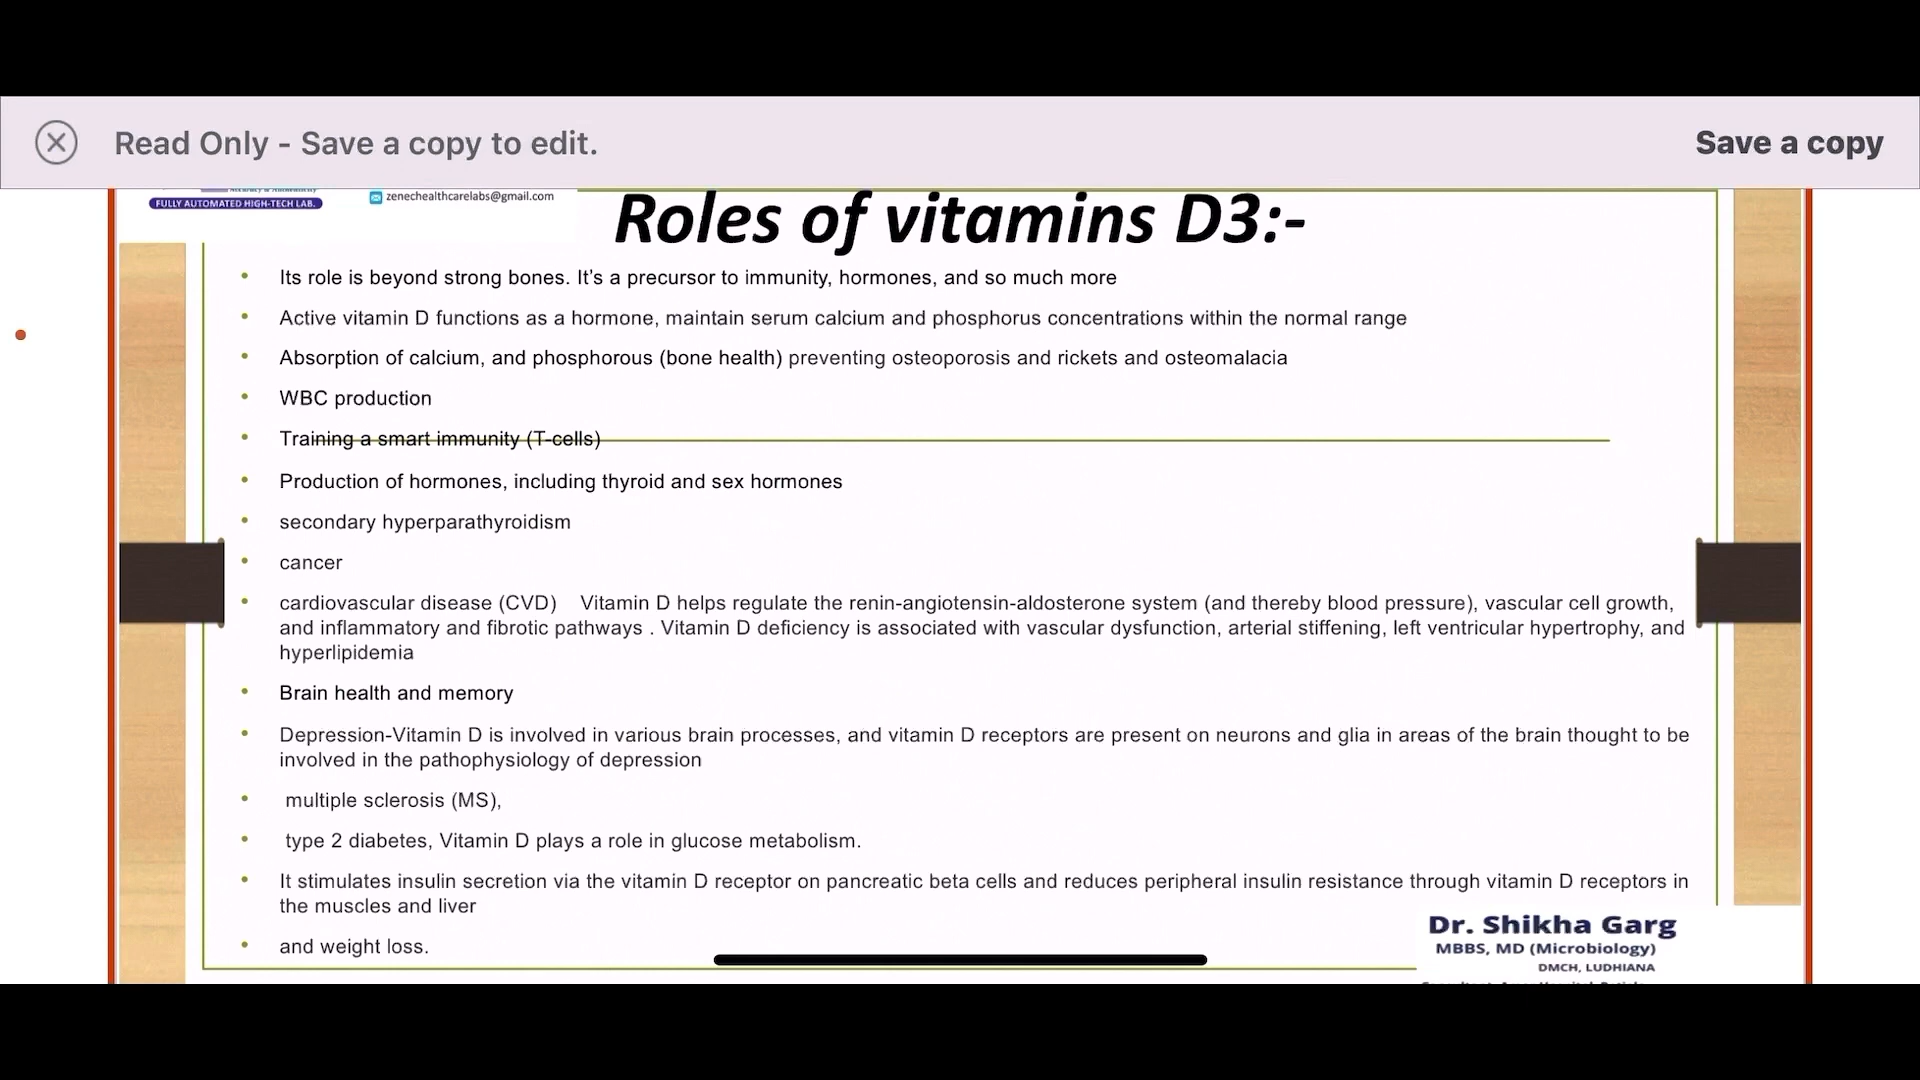 Read Only - Save a copy to edit.
Save a copy
FULLY AUTOMATED HIGH-TECH LAB.
zenechealthcarelabs@gmail.com
Roles of vitamins D3:-
• Its role is beyond strong bones. It’s a precursor to immunity, hormones, and so much more
• Active vitamin D functions as a hormone, maintain serum calcium and phosphorus concentrations within the normal range
• Absorption of calcium, and phosphorous (bone health) preventing osteoporosis and rickets and osteomalacia
• WBC production
• Training a smart immunity (T-cells)
• Production of hormones, including thyroid and sex hormones
• secondary hyperparathyroidism
• cancer
• cardiovascular disease (CVD) Vitamin D helps regulate the renin-angiotensin-aldosterone system (and thereby blood pressure), vascular cell growth,
and inflammatory and fibrotic pathways . Vitamin D deficiency is associated with vascular dysfunction, arterial stiffening, left ventricular hypertrophy, and
hyperlipidemia
• Brain health and memory
• Depression-Vitamin D is involved in various brain processes, and vitamin D receptors are present on neurons and glia in areas of the brain thought to be
involved in the pathophysiology of depression
• multiple sclerosis (MS),
• type 2 diabetes, Vitamin D plays a role in glucose metabolism.
• It stimulates insulin secretion via the vitamin D receptor on pancreatic beta cells and reduces peripheral insulin resistance through vitamin D receptors in
the muscles and liver
• and weight loss.
Dr. Shikha Garg
MBBS, MD (Microbiology)
DMCH, LUDHIANA